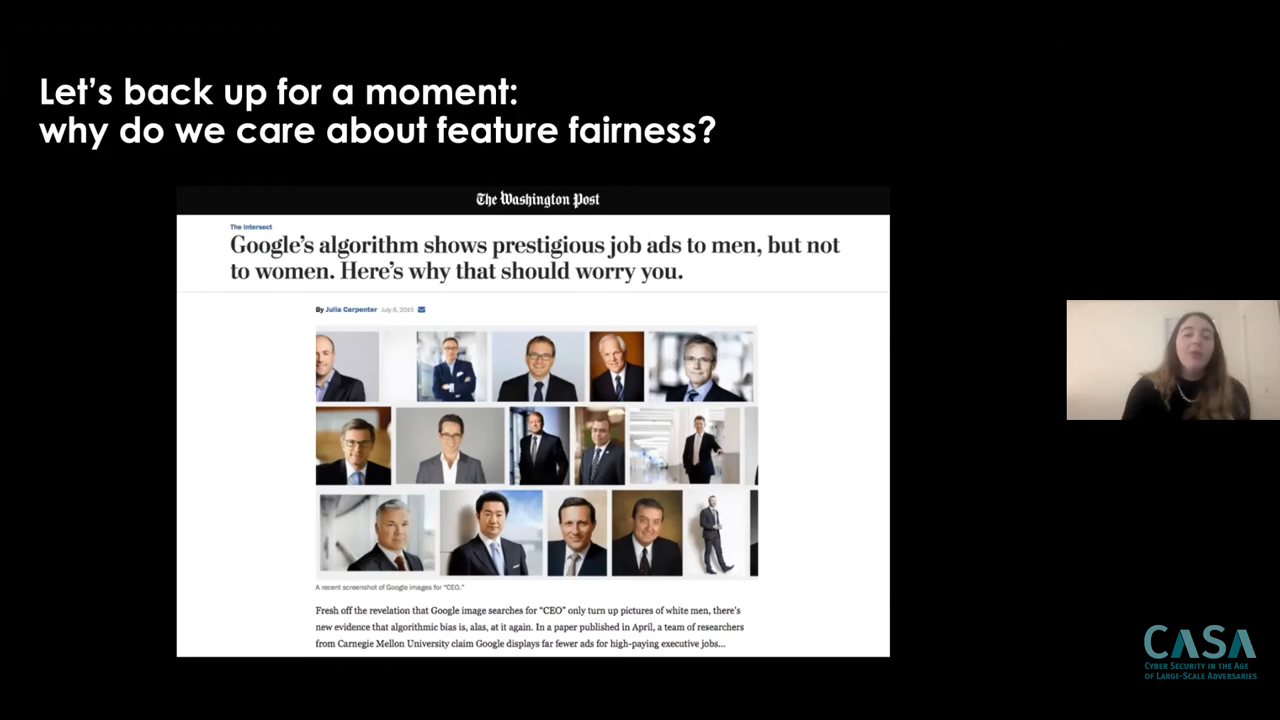 Let's back up for a moment:
why do we care about feature fairness?
The Washington Post
The Intersect
Google's algorithm shows prestigious job ads to men, but not
to women. Here's why that should worry you.
By Julia Carpenter July 6, 2015
A recent screenshot of Google images for "CEO."
Fresh off the revelation that Google image searches for "CEO" only turn up pictures of white men, there's
new evidence that algorithmic bias is, alas, at it again. In a paper published in April, a team of researchers
from Carnegie Mellon University claim Google displays far fewer ads for high-paying executive jobs...
CASA
Cyber Security in the Age
of Large-Scale Adversaries